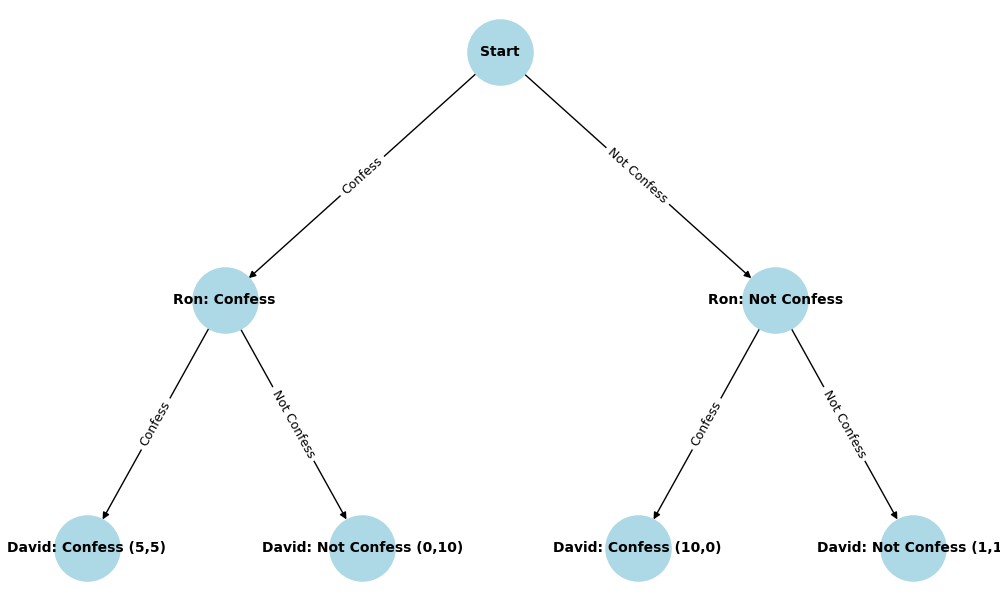 Start
Confess
Not Confess
Ron: Confess
Ron: Not Confess
Confess
Not Confess
Confess
Not Confess
David: Confess (5,5)
David: Not Confess (0,10)
David: Confess (10,0)
David: Not Confess (1,1